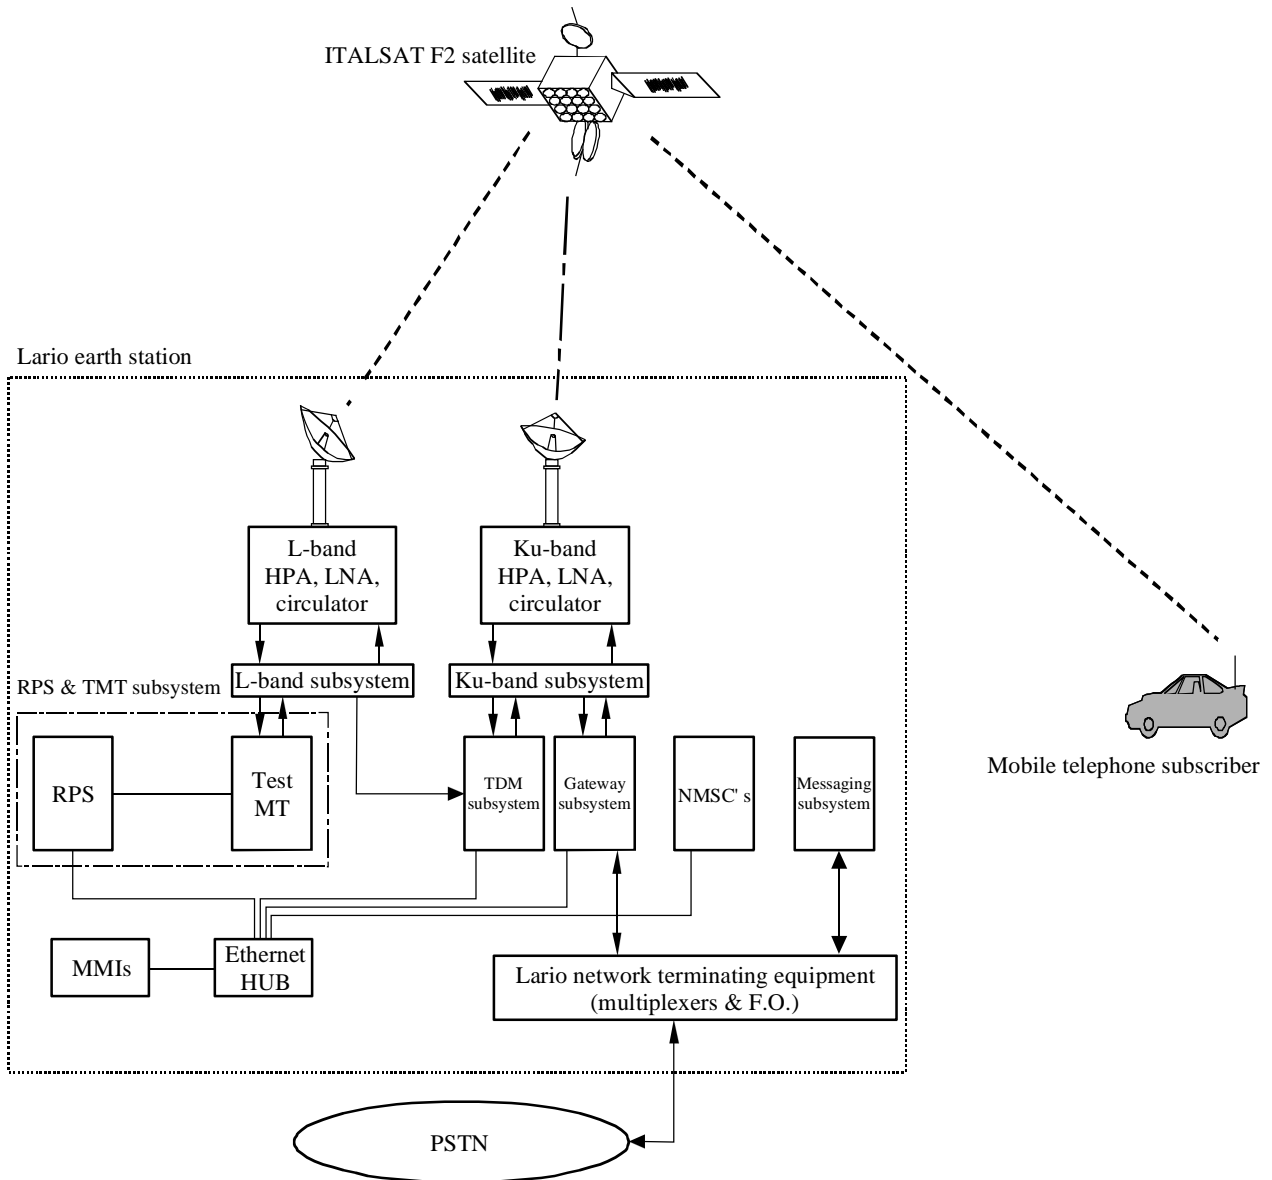 ITALSAT F2 satellite
Lario earth station
L-band
HPA, LNA,
circulator
Ku-band
HPA, LNA,
circulator
RPS & TMT subsystem
L-band subsystem
Ku-band subsystem
RPS
Test
MT
TDM
subsystem
Gateway
subsystem
NMSC' s
Messaging
subsystem
Mobile telephone subscriber
MMIs
Ethernet
HUB
Lario network terminating equipment
(multiplexers & F.O.)
PSTN